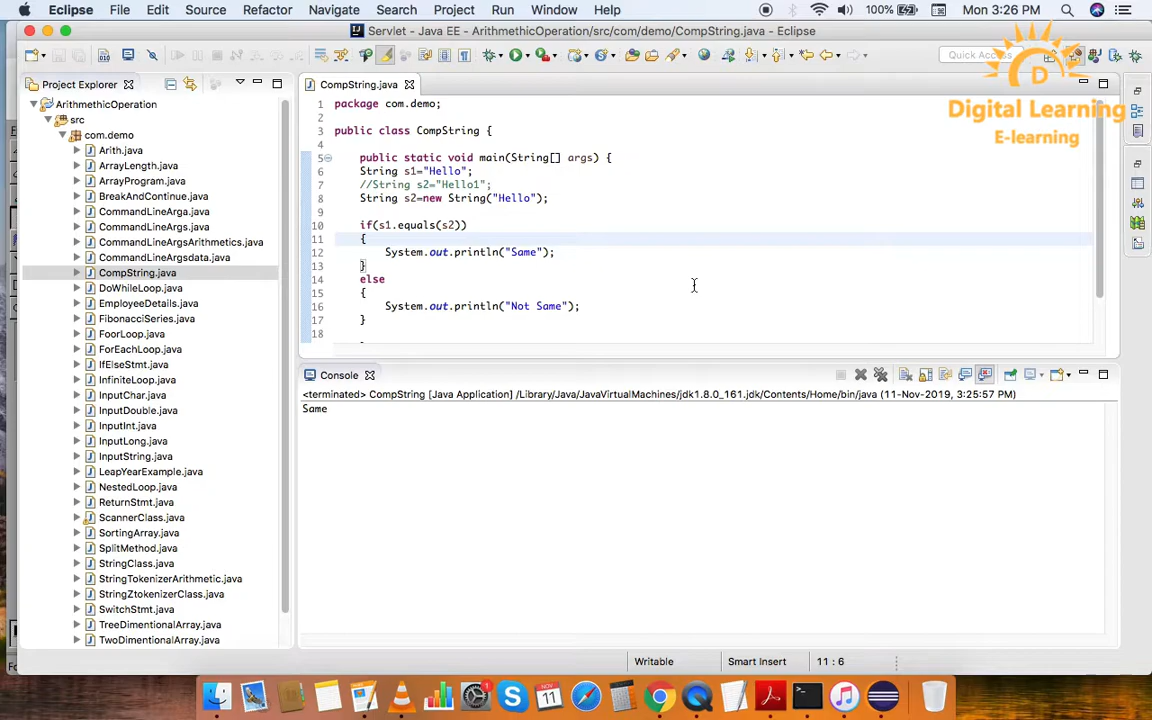 Eclipse File Edit Source Refactor Navigate Search Project Run Window Help 100% Mon 3:26 PM
Servlet - Java EE - ArithmethicOperation/src/com/demo/CompString.java - Eclipse
Quick Access
D
Digital Learning
E-learning
Project Explorer
ArithmethicOperation
src
com.demo
Arith.java
ArrayLength.java
ArrayProgram.java
BreakAndContinue.java
CommandLineArga.java
CommandLineArgs.java
CommandLineArgsArithmetics.java
CommandLineArgsdata.java
CompString.java
DoWhileLoop.java
EmployeeDetails.java
FibonacciSeries.java
FoorLoop.java
ForEachLoop.java
IfElseStmt.java
InfiniteLoop.java
InputChar.java
InputDouble.java
InputInt.java
InputLong.java
InputString.java
LeapYearExample.java
NestedLoop.java
ReturnStmt.java
ScannerClass.java
SortingArray.java
SplitMethod.java
StringClass.java
StringTokenizerArithmetic.java
StringZtokenizerClass.java
SwitchStmt.java
TreeDimentionalArray.java
TwoDimentionalArray.java
CompString.java
1 package com.demo;
2
3 public class CompString {
4
5 public static void main(String[] args) {
6 String s1="Hello";
7 //String s2="Hello1";
8 String s2=new String("Hello");
9
10 if(s1.equals(s2))
11 {
12 System.out.println("Same");
13 }
14 else
15 {
16 System.out.println("Not Same");
17 }
18
Console
<terminated> CompString [Java Application] /Library/Java/JavaVirtualMachines/jdk1.8.0_161.jdk/Contents/Home/bin/java (11-Nov-2019, 3:25:57 PM)
Same
Writable Smart Insert 11 : 6
NOV
11
1